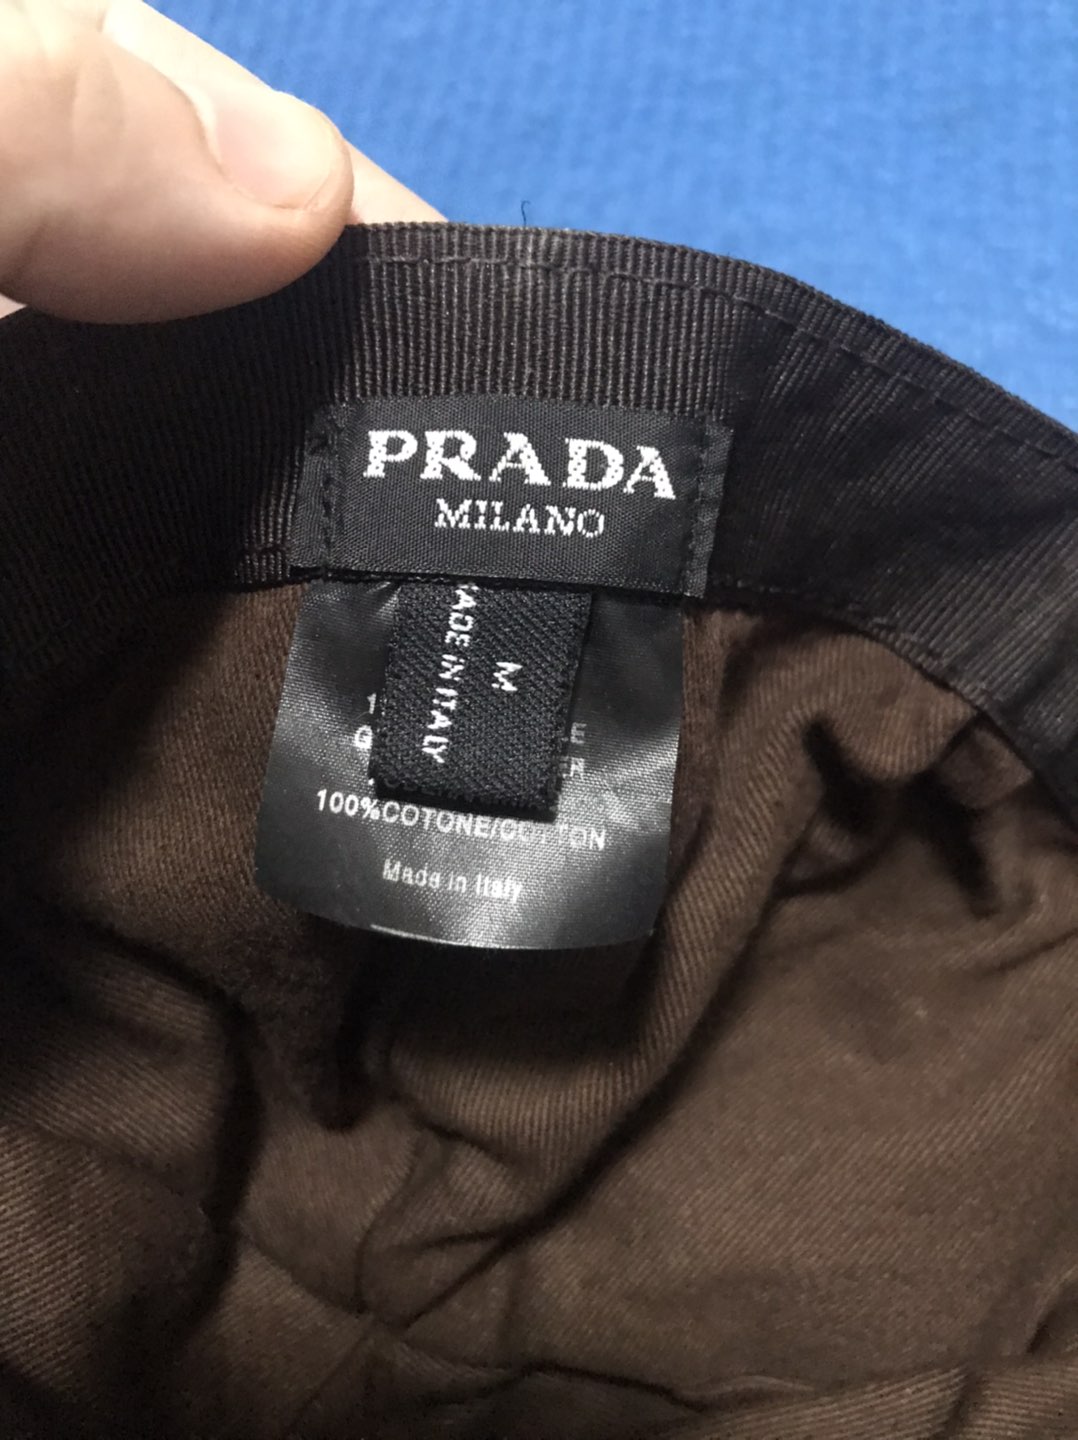 PRADA
MILANO
MADE IN ITALY
M
100%COTONE/COTTON
Made in Italy